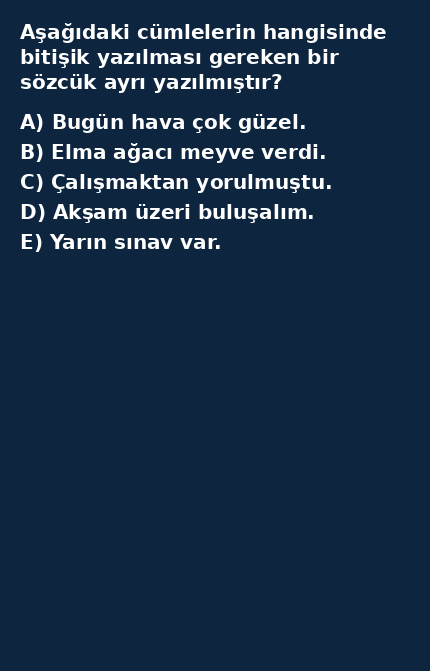 Aşağıdaki cümlelerin hangisinde
bitişik yazılması gereken bir
sözcük ayrı yazılmıştır?
A) Bugün hava çok güzel.
B) Elma ağacı meyve verdi.
C) Çalışmaktan yorulmuştu.
D) Akşam üzeri buluşalım.
E) Yarın sınav var.